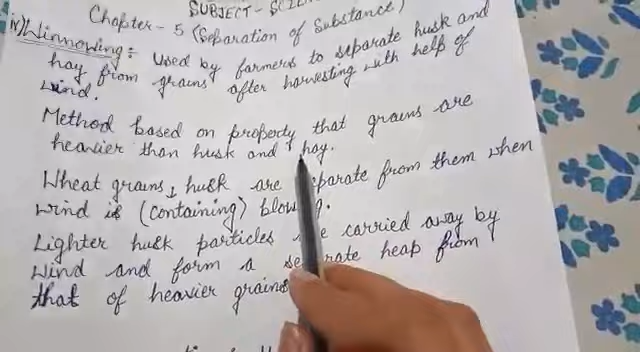 SUBJECT-
Chapter - 5 (Separation of Substance)
iv) Winnowing: Used by farmers to separate husk and
hay from grains after harvesting with help of
wind.
Method based on property that grains are
heavier than husk and hay.
Wheat grains, husk are separate from them when
wind is (containing) blowing.
Lighter husk particles are carried away by
wind and form a separate heap from
that of heavier grains